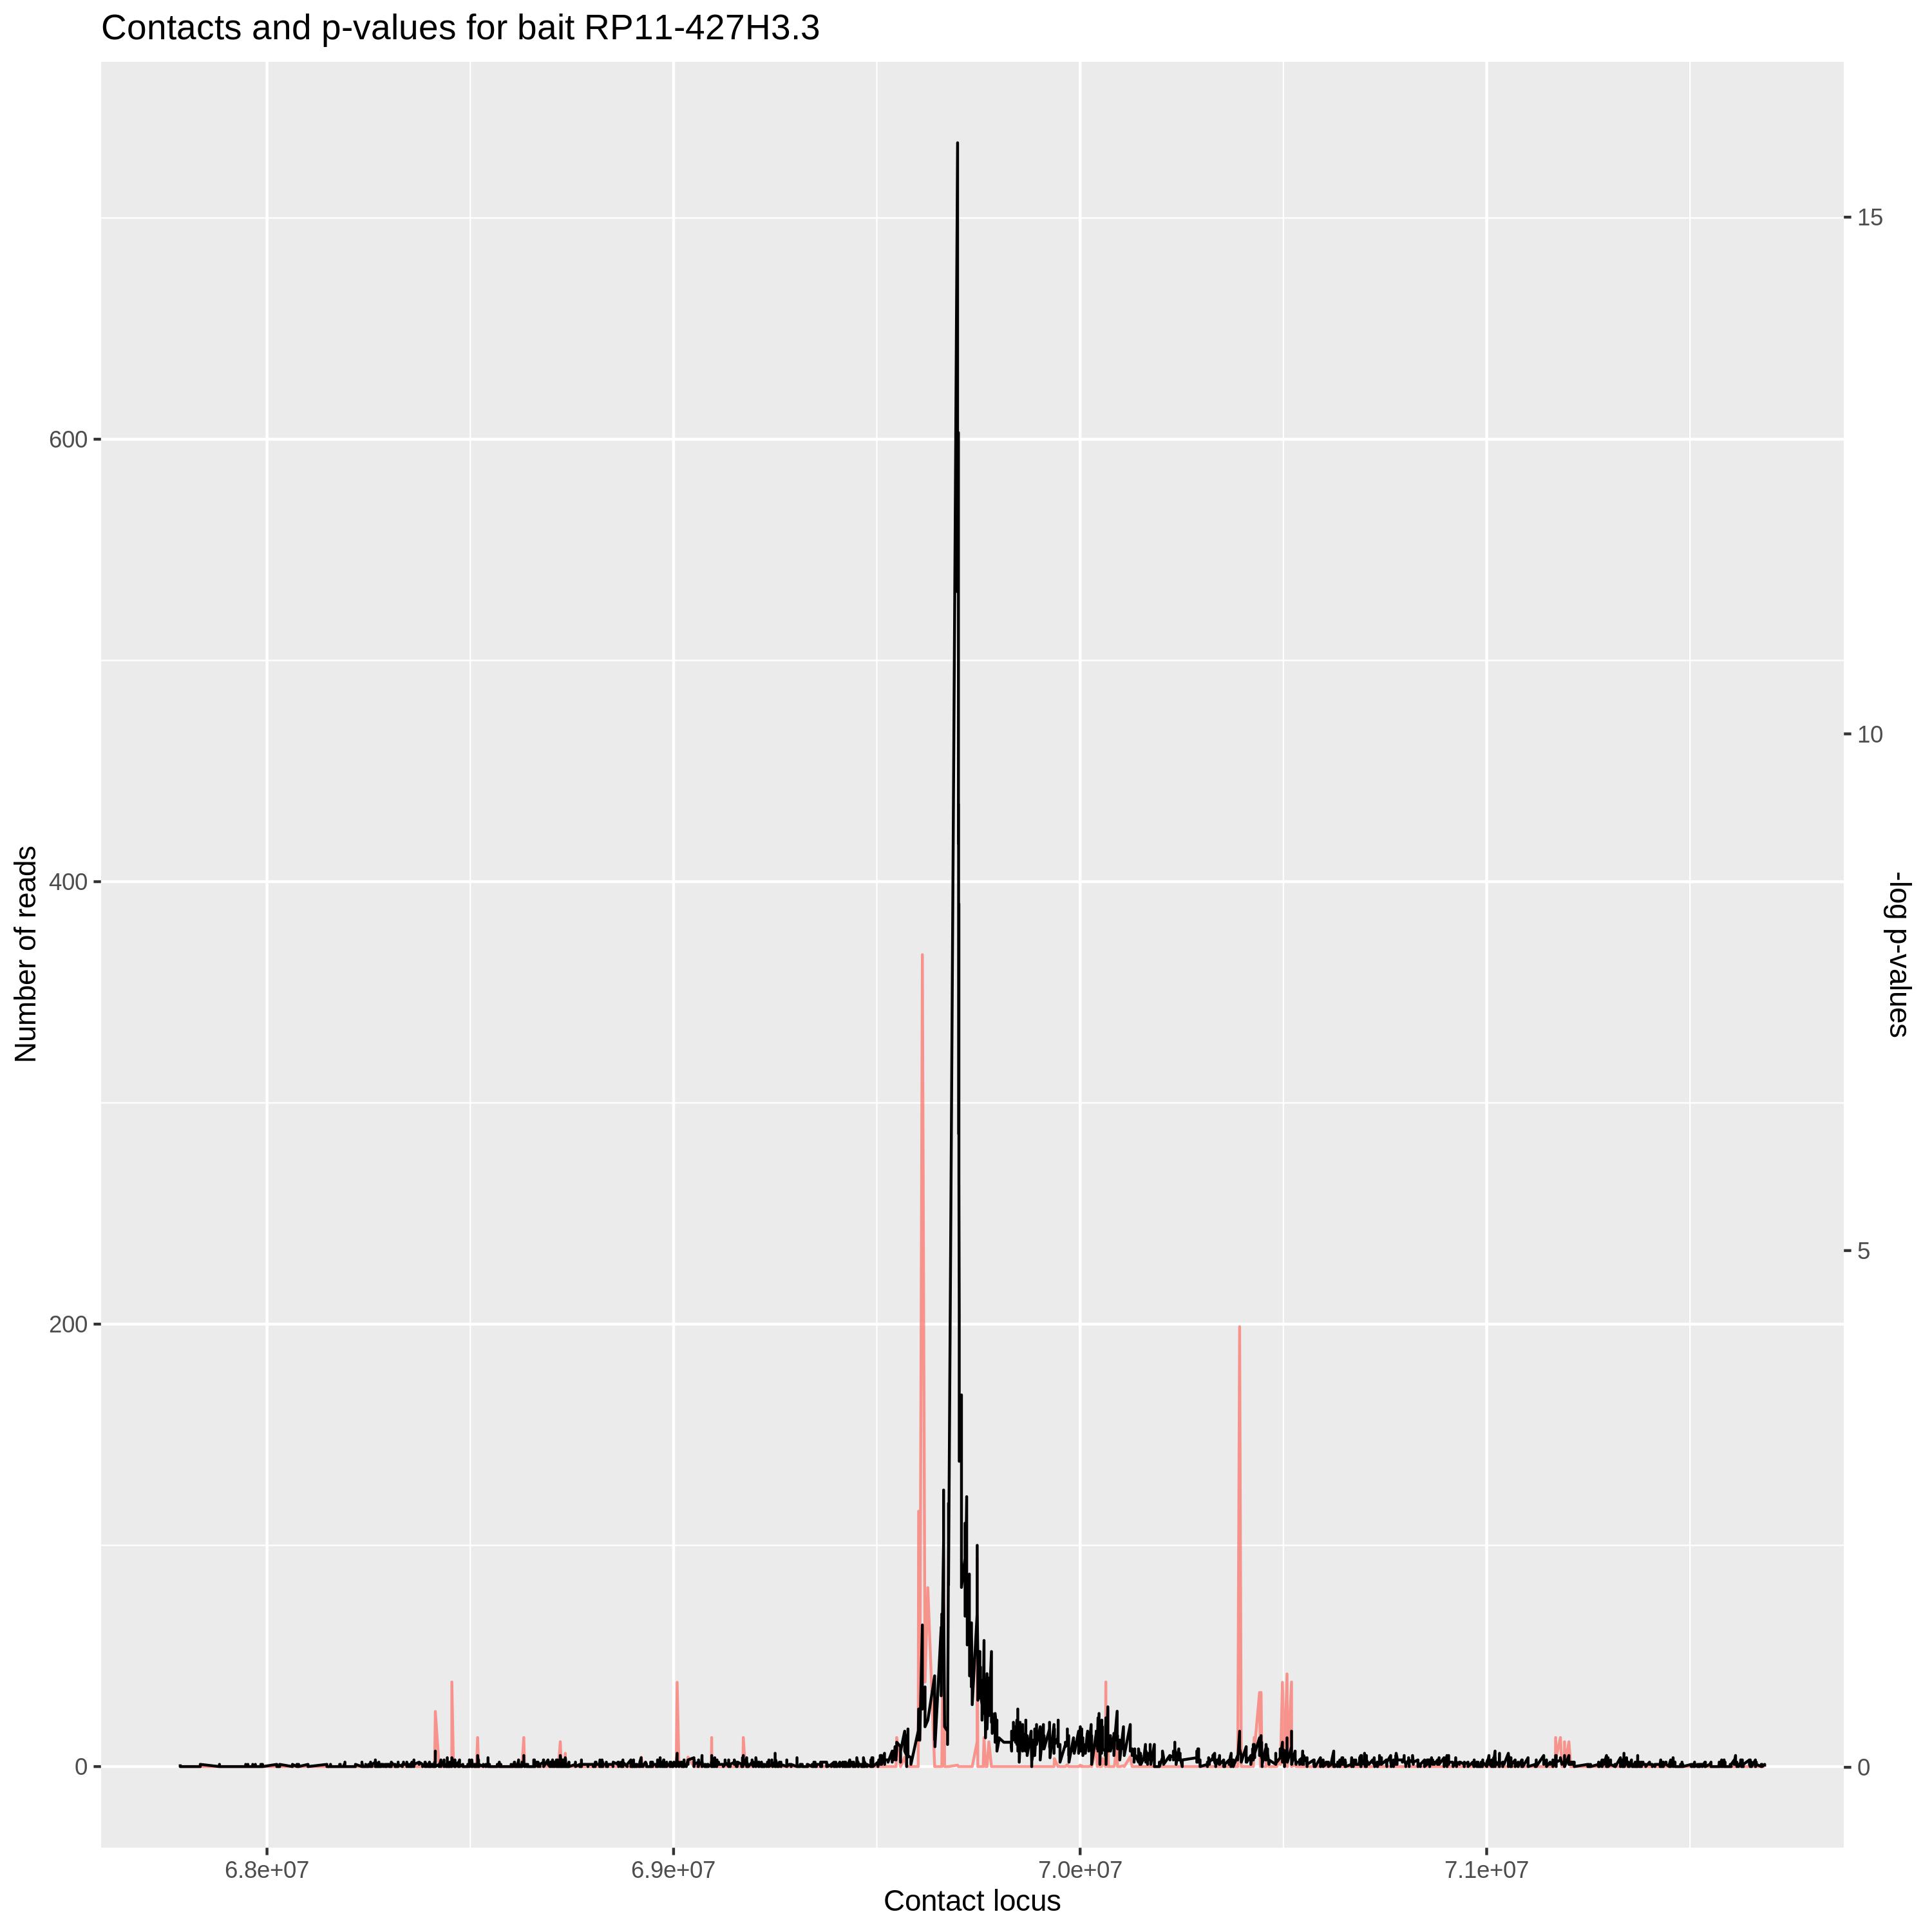 Contacts and p-values for bait RP11-427H3.3
600
400
200
0
Number of reads
15
10
5
0
-log p-values
6.8e+07
6.9e+07
7.0e+07
7.1e+07
Contact locus